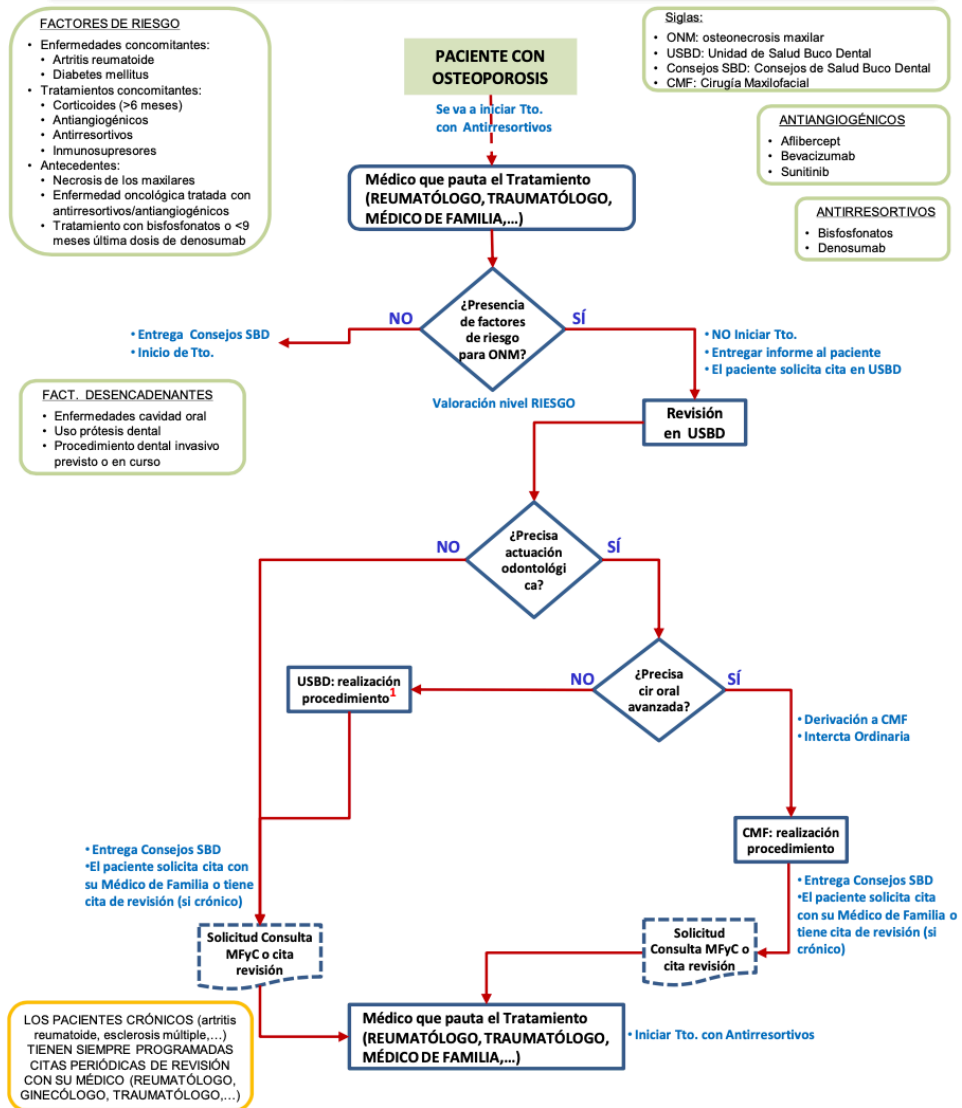 FACTORES DE RIESGO
• Enfermedades concomitantes:
• Artritis reumatoide
• Diabetes mellitus
• Tratamientos concomitantes:
• Corticoides (>6 meses)
• Antiangiogénicos
• Antirresortivos
• Inmunosupresores
• Antecedentes:
• Necrosis de los maxilares
• Enfermedad oncológica tratada con
antirresortivos/antiangiogénicos
• Tratamiento con bisfosfonatos o <9
meses última dosis de denosumab
Siglas:
• ONM: osteonecrosis maxilar
• USBD: Unidad de Salud Buco Dental
• Consejos SBD: Consejos de Salud Buco Dental
• CMF: Cirugía Maxilofacial
ANTIANGIOGÉNICOS
• Aflibercept
• Bevacizumab
• Sunitinib
ANTIRRESORTIVOS
• Bisfosfonatos
• Denosumab
PACIENTE CON
OSTEOPOROSIS
Se va a iniciar Tto.
con Antirresortivos
Médico que pauta el Tratamiento
(REUMATÓLOGO, TRAUMATÓLOGO,
MÉDICO DE FAMILIA,...)
¿Presencia
de factores
de riesgo
para ONM?
NO
SÍ
• Entrega Consejos SBD
• Inicio de Tto.
• NO Iniciar Tto.
• Entregar informe al paciente
• El paciente solicita cita en USBD
Valoración nivel RIESGO
FACT. DESENCADENANTES
• Enfermedades cavidad oral
• Uso prótesis dental
• Procedimiento dental invasivo
previsto o en curso
Revisión
en USBD
¿Precisa
actuación
odontológi
ca?
NO
SÍ
¿Precisa
cir oral
avanzada?
NO
SÍ
USBD: realización
procedimiento1
• Derivación a CMF
• Intercta Ordinaria
CMF: realización
procedimiento
• Entrega Consejos SBD
• El paciente solicita cita con
su Médico de Familia o tiene
cita de revisión (si crónico)
• Entrega Consejos SBD
• El paciente solicita cita
con su Médico de Familia o
tiene cita de revisión (si
crónico)
Solicitud Consulta
MFyC o cita
revisión
Solicitud
Consulta MFyC o
cita revisión
LOS PACIENTES CRÓNICOS (artritis
reumatoide, esclerosis múltiple,...)
TIENEN SIEMPRE PROGRAMADAS
CITAS PERIÓDICAS DE REVISIÓN
CON SU MÉDICO (REUMATÓLOGO,
GINECÓLOGO, TRAUMATÓLOGO,...)
Médico que pauta el Tratamiento
(REUMATÓLOGO, TRAUMATÓLOGO,
MÉDICO DE FAMILIA,...)
• Iniciar Tto. con Antirresortivos